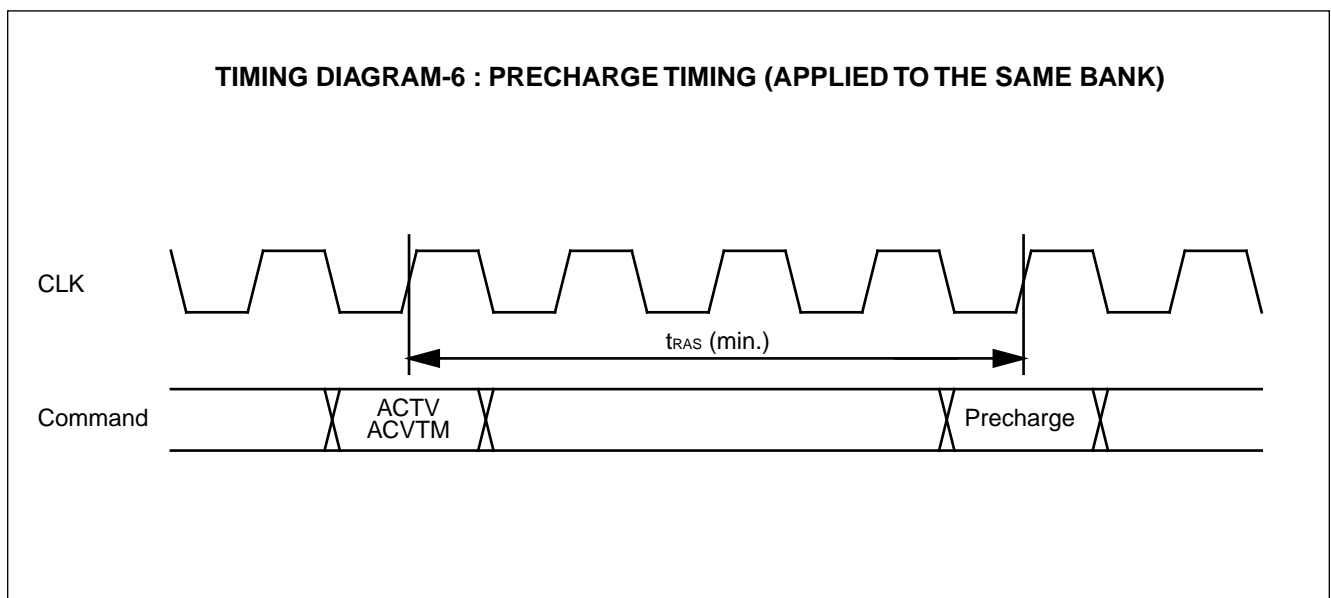 TIMING DIAGRAM-6 : PRECHARGE TIMING (APPLIED TO THE SAME BANK)
CLK
tRAS (min.)
Command
ACTV
ACVTM
Precharge